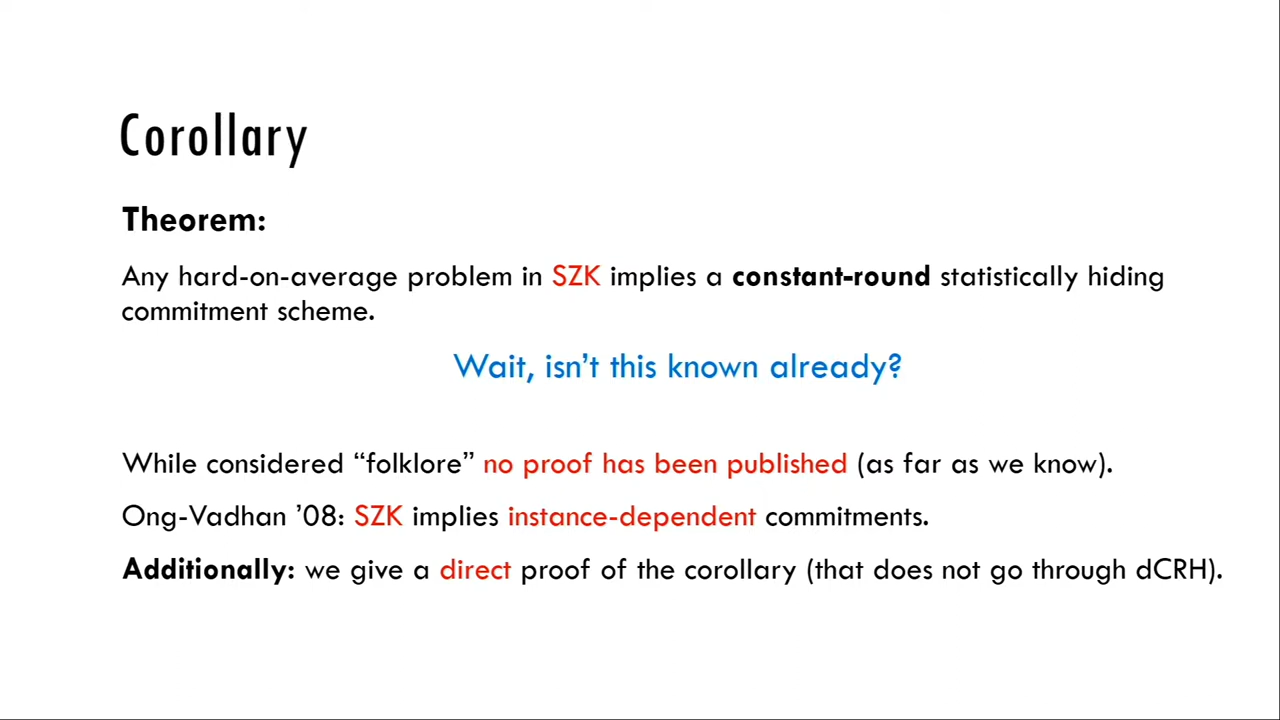 Corollary
Theorem:
Any hard-on-average problem in SZK implies a constant-round statistically hiding
commitment scheme.
Wait, isn’t this known already?
While considered “folklore” no proof has been published (as far as we know).
Ong-Vadhan ’08: SZK implies instance-dependent commitments.
Additionally: we give a direct proof of the corollary (that does not go through dCRH).